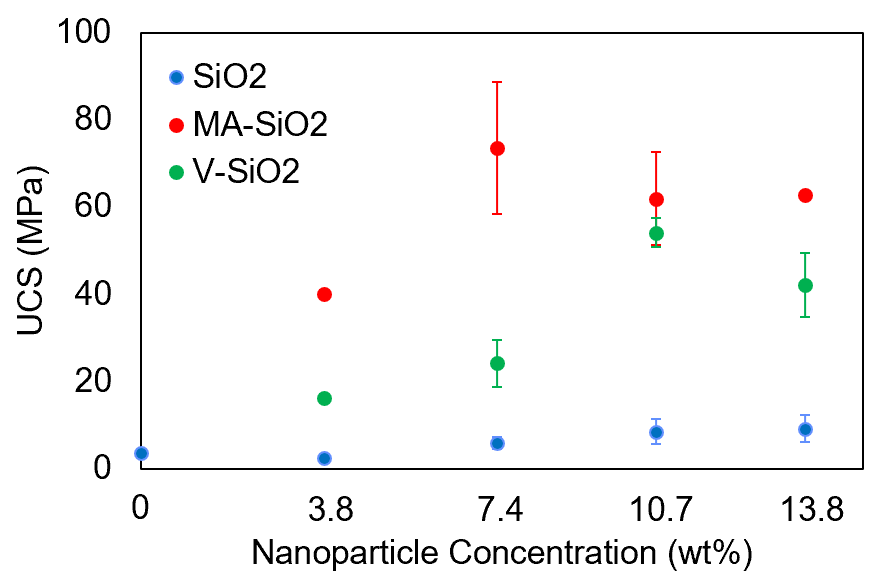 100
80
60
40
20
0
UCS (MPa)
SiO2
MA-SiO2
V-SiO2
0 3.8 7.4 10.7 13.8
Nanoparticle Concentration (wt%)